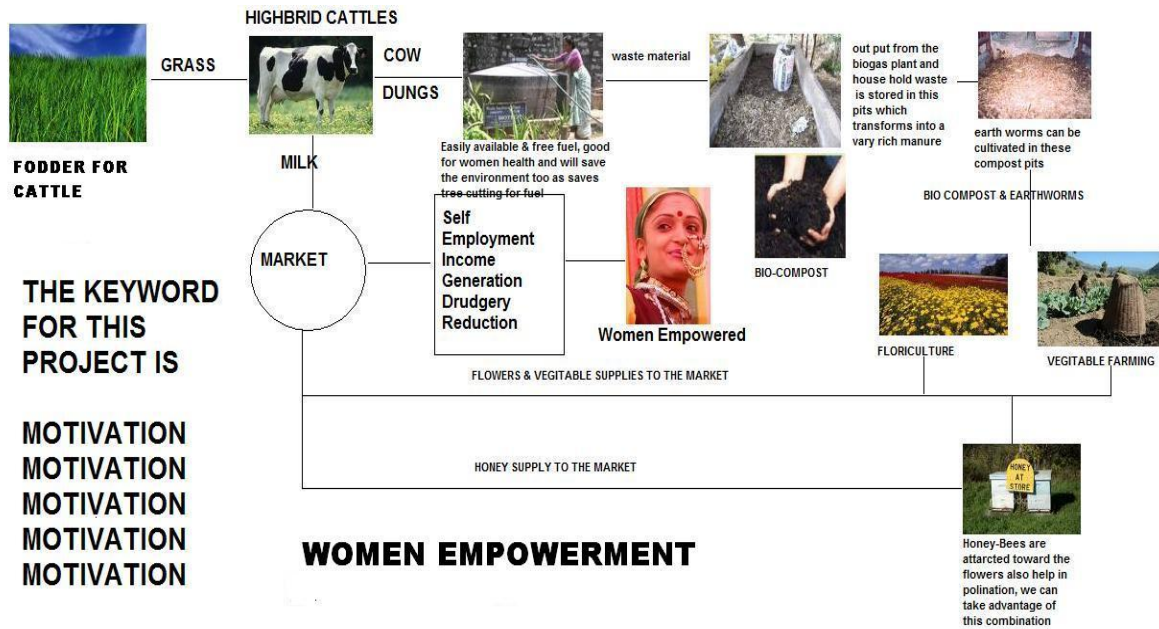 HIGHBRID CATTLES
GRASS
COW
DUNGS
waste material
out put from the
biogas plant and
house hold waste
is stored in this
pits which
transforms into a
vary rich manure
FODDER FOR
CATTLE
MILK
Easily available & free fuel, good
for women health and will save
the environment too as saves
tree cutting for fuel
earth worms can be
cultivated in these
compost pits
BIO COMPOST & EARTHWORMS
MARKET
Self
Employment
Income
Generation
Drudgery
Reduction
Women Empowered
BIO-COMPOST
FLORICULTURE
VEGITABLE FARMING
THE KEYWORD
FOR THIS
PROJECT IS
MOTIVATION
MOTIVATION
MOTIVATION
MOTIVATION
MOTIVATION
FLOWERS & VEGITABLE SUPPLIES TO THE MARKET
HONEY SUPPLY TO THE MARKET
HONEY
AT
STORE
Honey-Bees are
attarcted toward the
flowers also help in
polination, we can
take advantage of
this combination
WOMEN EMPOWERMENT